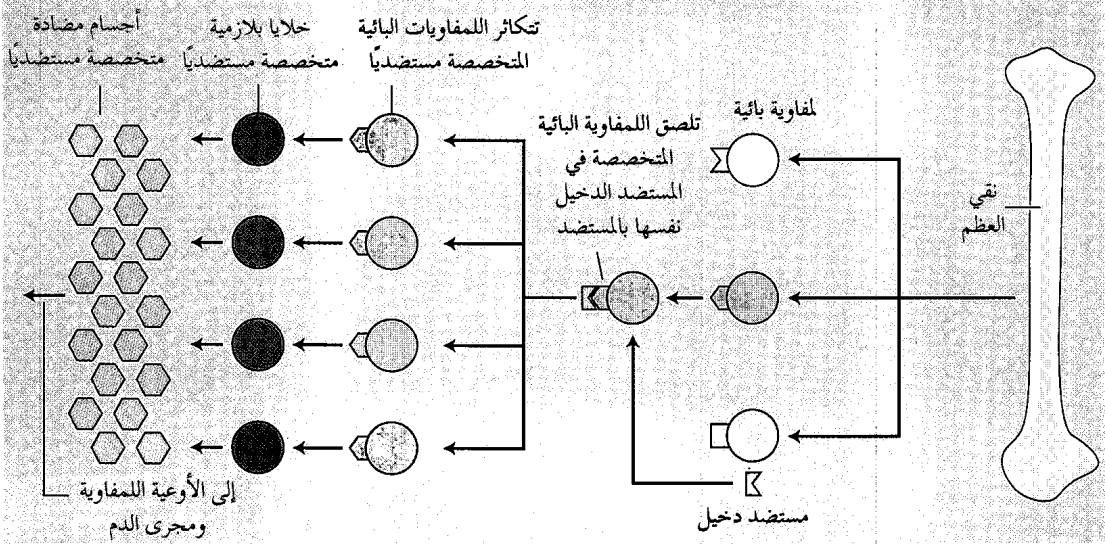 نقي
العظم
لمفاوية بائية
مستضد دخيل
تلصق اللمفاوية البائية
المتخصصة في
المستضد الدخيل
نفسها بالمستضد
تتكاثر اللمفاويات البائية
المتخصصة مستضديًا
خلايا بلازمية
متخصصة مستضديًا
أجسام مضادة
متخصصة مستضديًا
إلى الأوعية اللمفاوية
ومجرى الدم